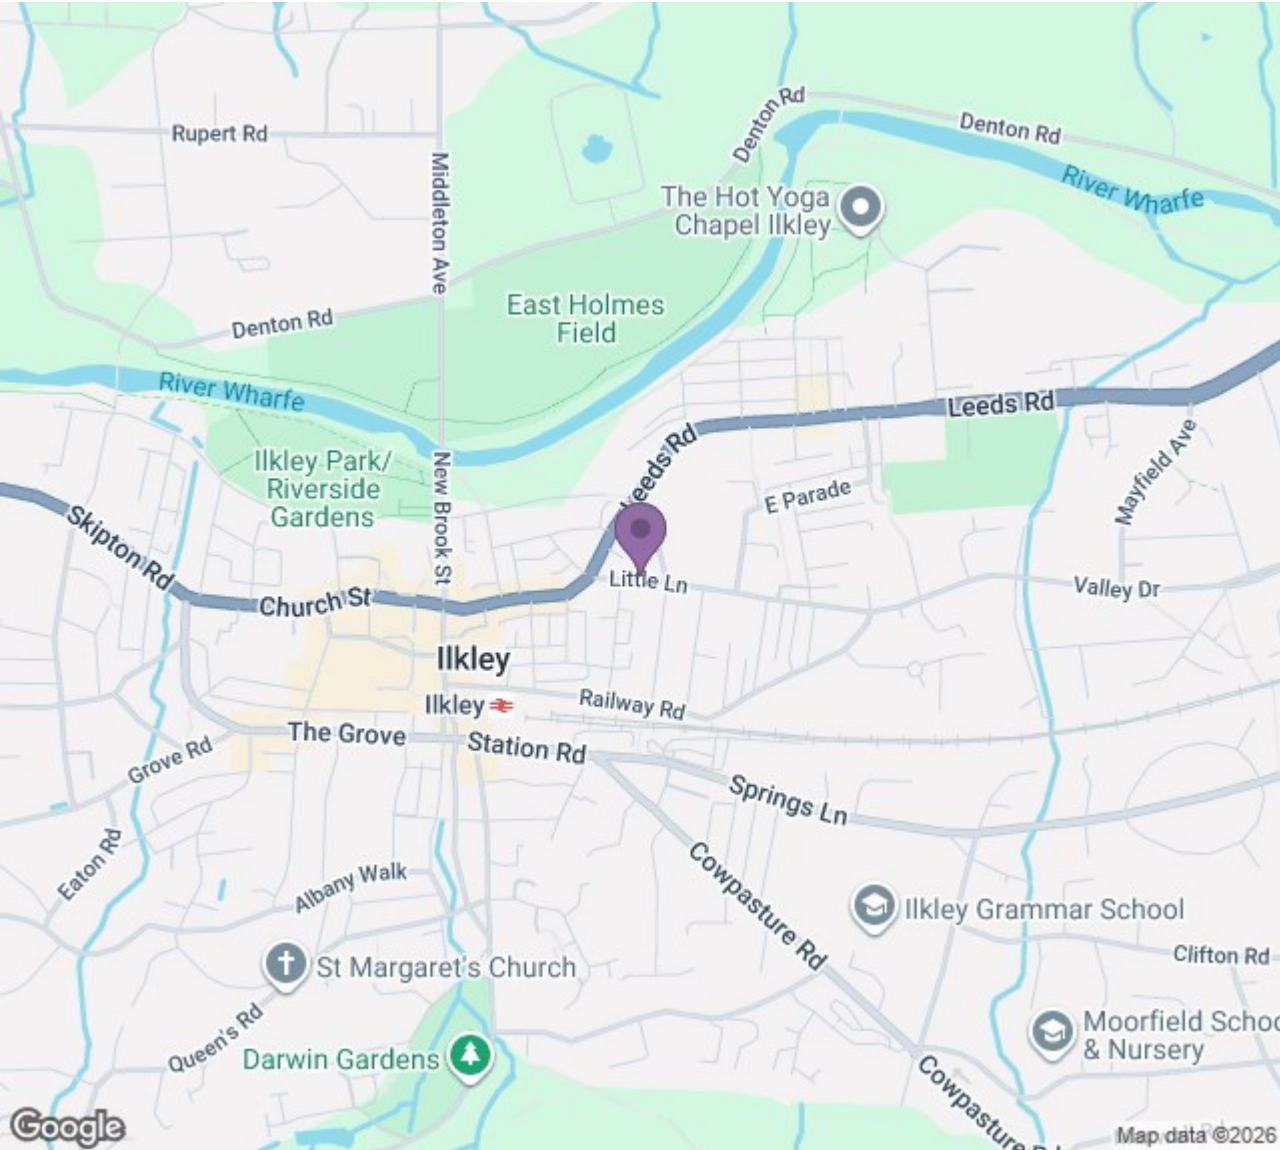 Denton Rd
Denton Rd
Rupert Rd
Middleton Ave
River Wharfe
The Hot Yoga
Chapel Ilkley
East Holmes
Field
Denton Rd
River Wharfe
Leeds Rd
Leeds Rd
Mayfield Ave
Ilkley Park/
Riverside
Gardens
New Brook St
E Parade
Skipton Rd
Little Ln
Valley Dr
Church St
Ilkley
Ilkley
Railway Rd
The Grove
Station Rd
Grove Rd
Springs Ln
Eaton Rd
Albany Walk
Cowpasture Rd
Ilkley Grammar School
Clifton Rd
St Margaret's Church
Queen's Rd
Moorfield Schoo
& Nursery
Darwin Gardens
Cowpasture Rd
Google
Map data ©2026